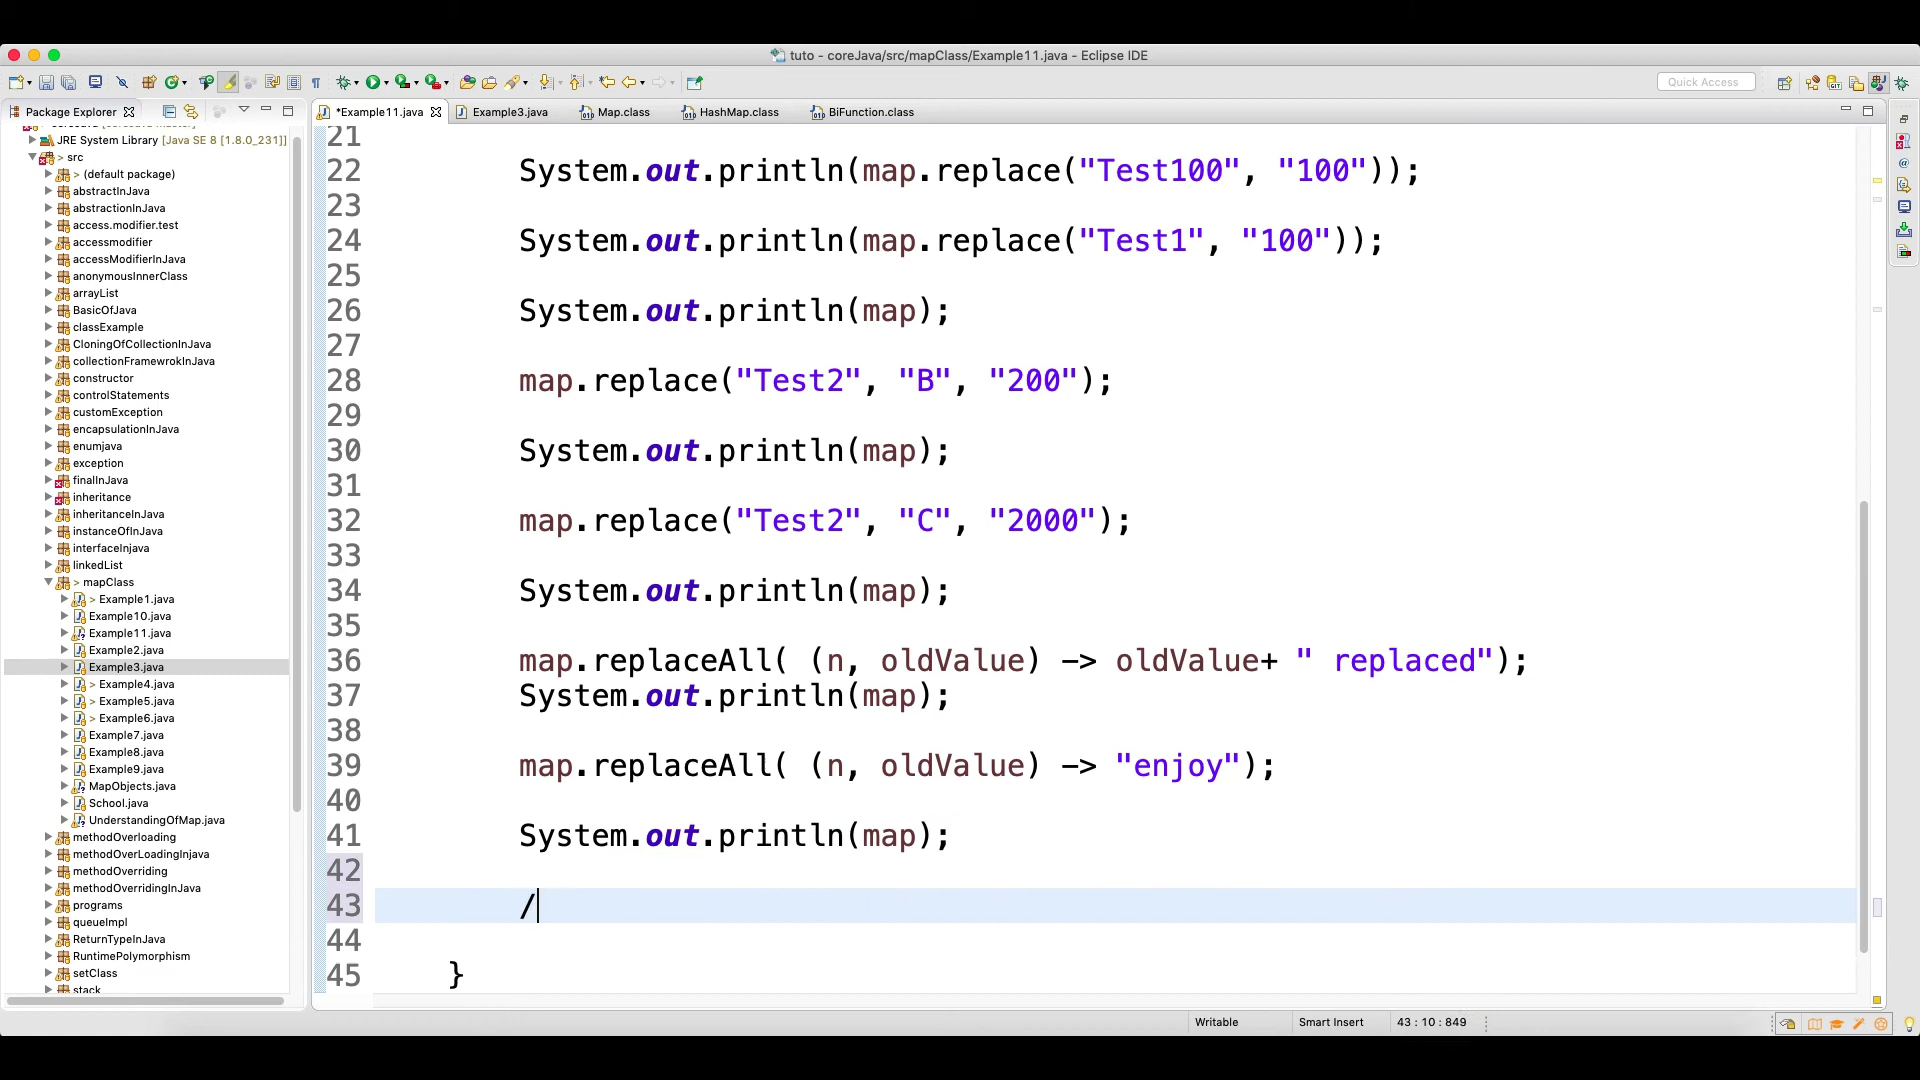 tuto - coreJava/src/mapClass/Example11.java - Eclipse IDE
Quick Access
Package Explorer
*Example11.java
Example3.java
Map.class
HashMap.class
BiFunction.class
JRE System Library [Java SE 8 [1.8.0_231]]
> src
> (default package)
abstractInJava
abstractionInJava
access.modifier.test
accessmodifier
accessModifierInJava
anonymousInnerClass
arrayList
BasicOfJava
classExample
CloningOfCollectionInJava
collectionFramewrokInJava
constructor
controlStatements
customException
encapsulationInJava
enumjava
exception
finalInJava
inheritance
inheritanceInJava
instanceOfInJava
interfaceInjava
linkedList
> mapClass
> Example1.java
Example10.java
Example11.java
Example2.java
Example3.java
> Example4.java
> Example5.java
> Example6.java
Example7.java
Example8.java
Example9.java
MapObjects.java
School.java
UnderstandingOfMap.java
methodOverloading
methodOverLoadingInjava
methodOverriding
methodOverridingInJava
programs
queueImpl
ReturnTypeInJava
RuntimePolymorphism
setClass
stack
21
22 System.out.println(map.replace("Test100", "100"));
23
24 System.out.println(map.replace("Test1", "100"));
25
26 System.out.println(map);
27
28 map.replace("Test2", "B", "200");
29
30 System.out.println(map);
31
32 map.replace("Test2", "C", "2000");
33
34 System.out.println(map);
35
36 map.replaceAll( (n, oldValue) -> oldValue+ " replaced");
37 System.out.println(map);
38
39 map.replaceAll( (n, oldValue) -> "enjoy");
40
41 System.out.println(map);
42
43 /
44
45 }
Writable
Smart Insert
43 : 10 : 849